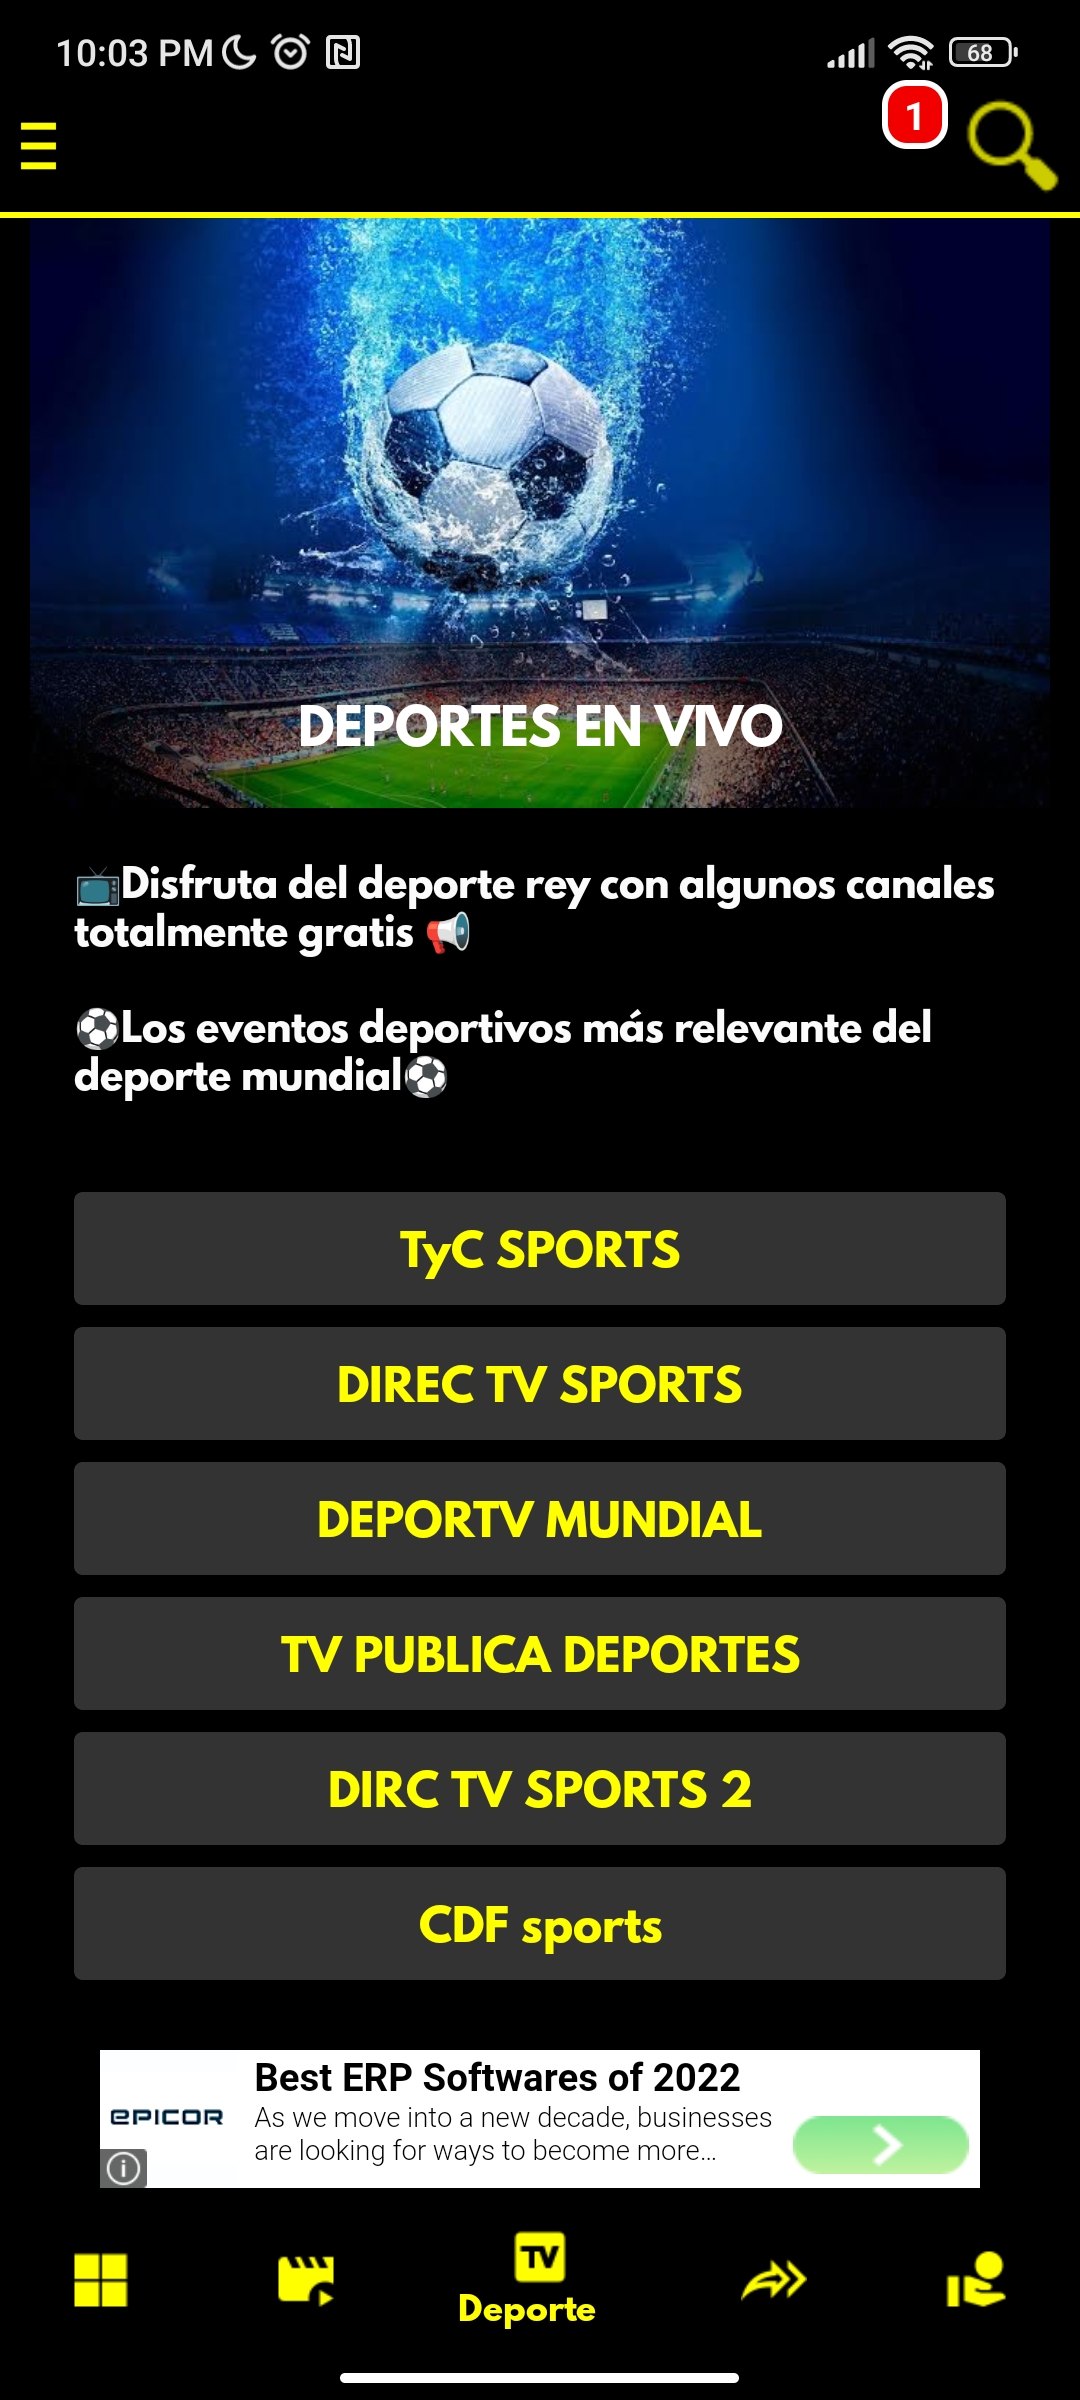 10:03 PM
68
1
DEPORTES EN VIVO
📺Disfruta del deporte rey con algunos canales
totalmente gratis 📢
⚽Los eventos deportivos más relevante del
deporte mundial⚽
TyC SPORTS
DIREC TV SPORTS
DEPORTV MUNDIAL
TV PUBLICA DEPORTES
DIRC TV SPORTS 2
CDF sports
Best ERP Softwares of 2022
EPICOR
As we move into a new decade, businesses
are looking for ways to become more...
TV
Deporte